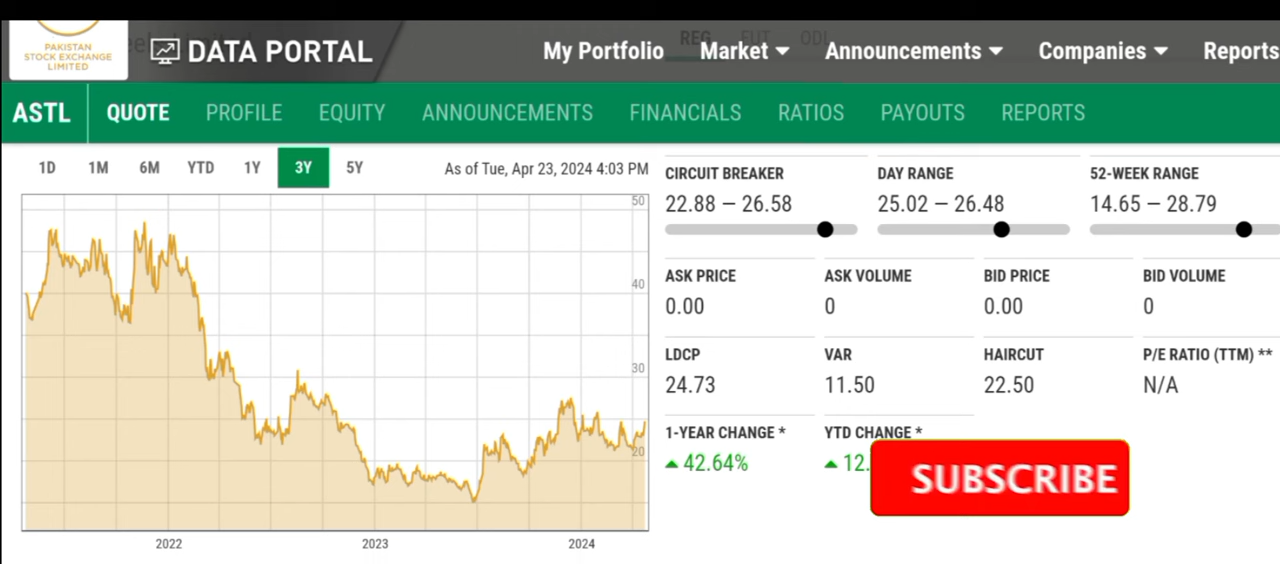 PAKISTAN
STOCK EXCHANGE
LIMITED
DATA PORTAL
REG
FUT
ODL
My Portfolio
Market
Announcements
Companies
Reports
ASTL
QUOTE
PROFILE
EQUITY
ANNOUNCEMENTS
FINANCIALS
RATIOS
PAYOUTS
REPORTS
1D
1M
6M
YTD
1Y
3Y
5Y
As of Tue, Apr 23, 2024 4:03 PM
50
40
30
20
2022
2023
2024
CIRCUIT BREAKER
22.88 — 26.58
DAY RANGE
25.02 — 26.48
52-WEEK RANGE
14.65 — 28.79
ASK PRICE
0.00
ASK VOLUME
0
BID PRICE
0.00
BID VOLUME
0
LDCP
24.73
VAR
11.50
HAIRCUT
22.50
P/E RATIO (TTM) **
N/A
1-YEAR CHANGE *
42.64%
YTD CHANGE *
12.
SUBSCRIBE